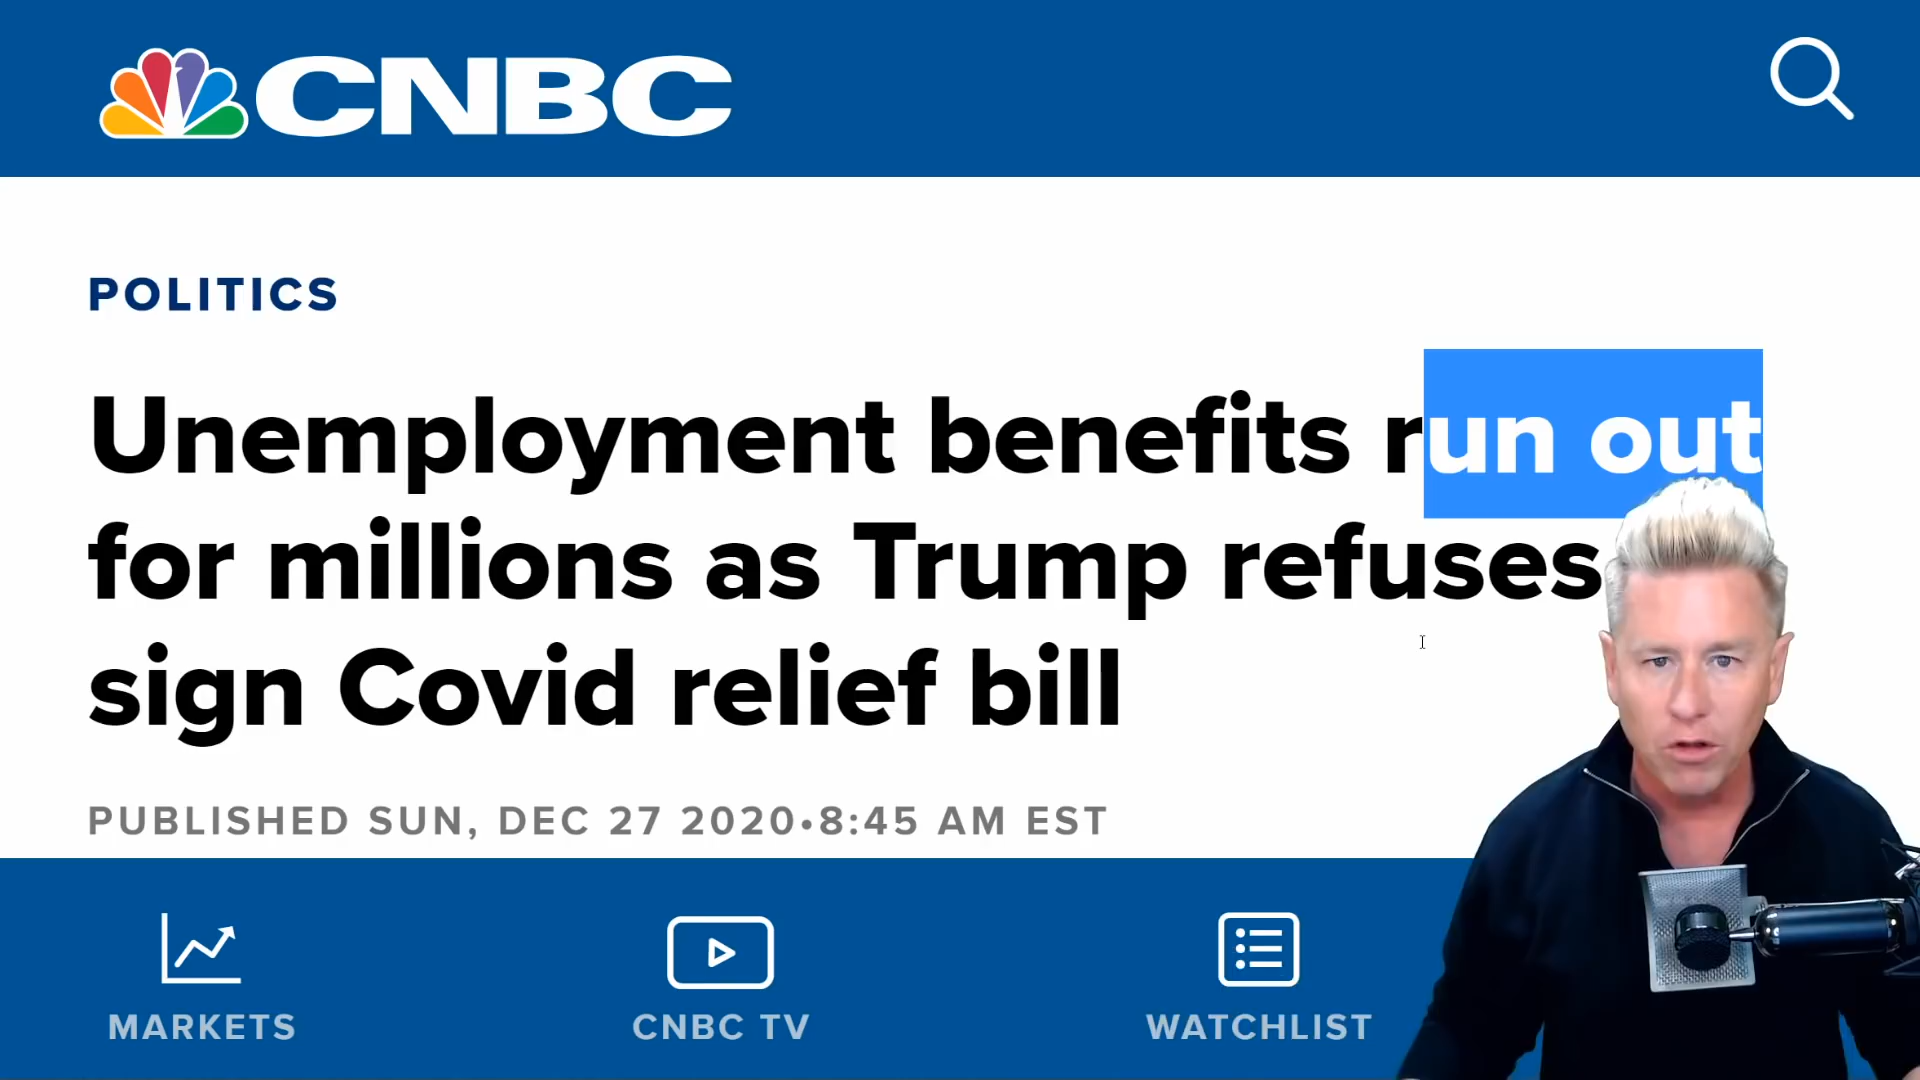 CNBC
POLITICS
Unemployment benefits run out
for millions as Trump refuses
sign Covid relief bill
PUBLISHED SUN, DEC 27 2020•8:45 AM EST
MARKETS
CNBC TV
WATCHLIST